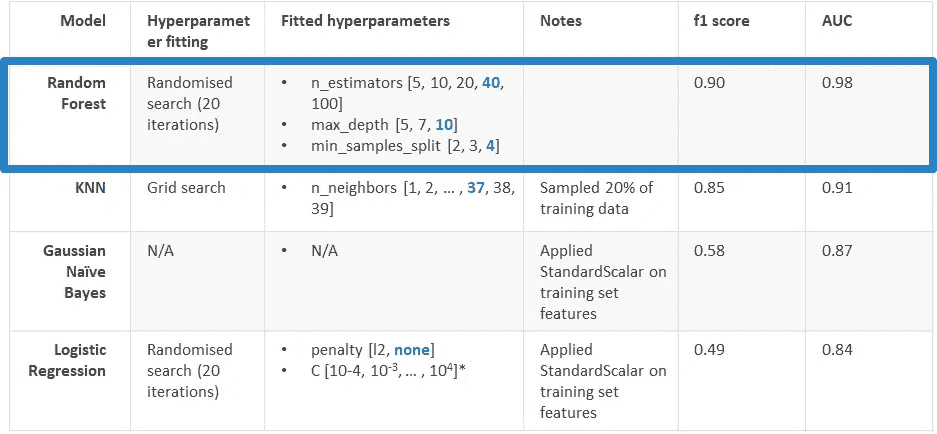 Model Hyperparamet Fitted hyperparameters Notes f1 score AUC
er fitting
Random Randomised • n_estimators [5, 10, 20, 40, 0.90 0.98
Forest search (20 100]
iterations) • max_depth [5, 7, 10]
• min_samples_split [2, 3, 4]
KNN Grid search • n_neighbors [1, 2, … , 37, 38, Sampled 20% of 0.85 0.91
39] training data
Gaussian N/A • N/A Applied 0.58 0.87
Naïve StandardScalar on
Bayes training set
features
Logistic Randomised • penalty [l2, none] Applied 0.49 0.84
Regression search (20 • C [10-4, 10⁻³, … , 10⁴]* StandardScalar on
iterations) training set
features